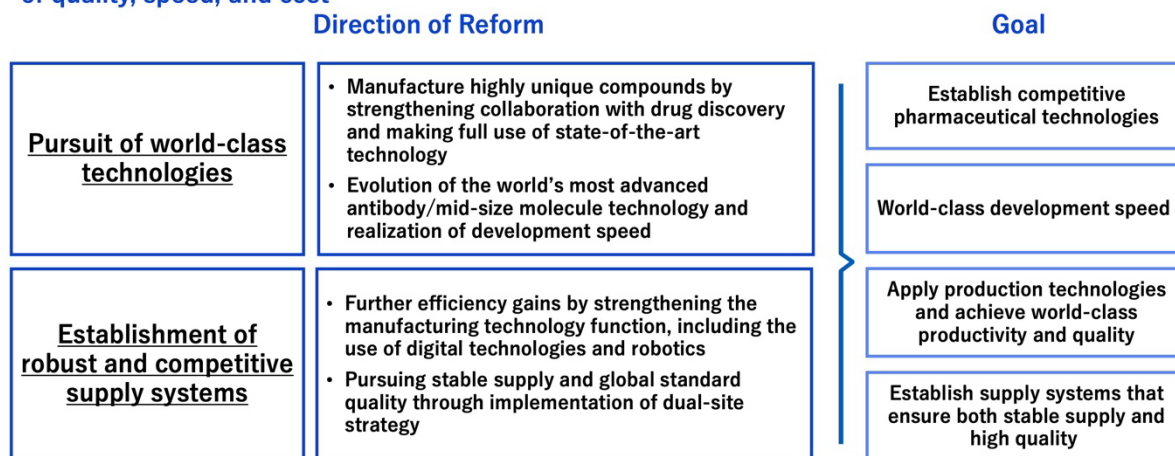 of quality, speed, and cost
Direction of Reform
Goal
Pursuit of world-class
technologies
• Manufacture highly unique compounds by
strengthening collaboration with drug discovery
and making full use of state-of-the-art
technology
• Evolution of the world's most advanced
antibody/mid-size molecule technology and
realization of development speed
Establishment of
robust and competitive
supply systems
• Further efficiency gains by strengthening the
manufacturing technology function, including the
use of digital technologies and robotics
• Pursuing stable supply and global standard
quality through implementation of dual-site
strategy
Establish competitive
pharmaceutical technologies
World-class development speed
Apply production technologies
and achieve world-class
productivity and quality
Establish supply systems that
ensure both stable supply and
high quality